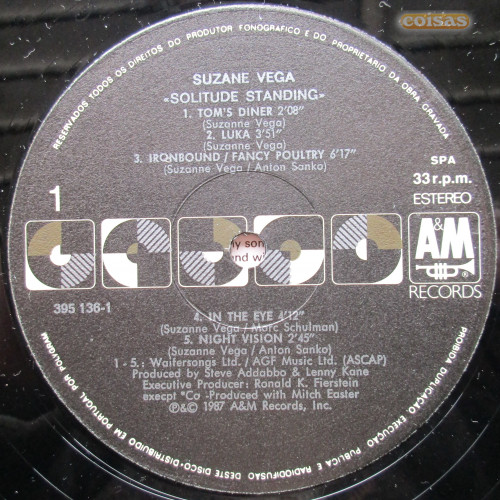 coisas
RESERVADOS TODOS OS DIREITOS DO PRODUTOR FONOGRÁFICO E DO PROPRIETÁRIO DA OBRA GRAVADA
SUZANE VEGA
«SOLITUDE STANDING»
1. TOM'S DINER 2'08"
(Suzanne Vega)
2. LUKA 3'51"
(Suzanne Vega)
3. IRONBOUND / FANCY POULTRY 6'17"
(Suzanne Vega / Anton Sanko)
SPA
33 r.p.m.
ESTEREO
1
A&M
RECORDS
395 136-1
4. IN THE EYE 4'12"
(Suzanne Vega / Marc Schulman)
5. NIGHT VISION 2'45"
(Suzanne Vega / Anton Sanko)
1 - 5.: Waifersongs Ltd. / AGF Music Ltd. (ASCAP)
Produced by Steve Addabbo & Lenny Kane
Executive Producer: Ronald K. Fierstein
execpt *Co -Produced with Mitch Easter
℗&© 1987 A&M Records, Inc.
PROIBIDA DUPLICAÇÃO, EXECUÇÃO PUBLICA E RADIODIFUSÃO DESTE DISCO-DISTRIBUIDO EM PORTUGAL POR POLYGRAM